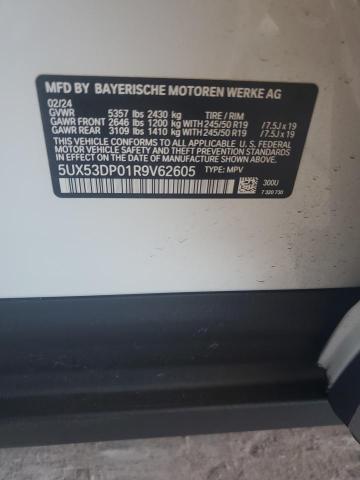 MFD BY BAYERISCHE MOTOREN WERKE AG
02/24
GVWR 5357 lbs 2430 kg TIRE / RIM
GAWR FRONT 2646 lbs 1200 kg WITH 245/50 R19 /7.5J x 19
GAWR REAR 3109 lbs 1410 kg WITH 245/50 R19 /7.5J x 19
THIS VEHICLE CONFORMS TO ALL APPLICABLE
FEDERAL MOTOR VEHICLE SAFETY AND THEFT
PREVENTION STANDARDS IN EFFECT ON THE DATE
OF MANUFACTURE SHOWN ABOVE.
5UX53DP01R9V62605 TYPE: MPV
300U
7 320 730